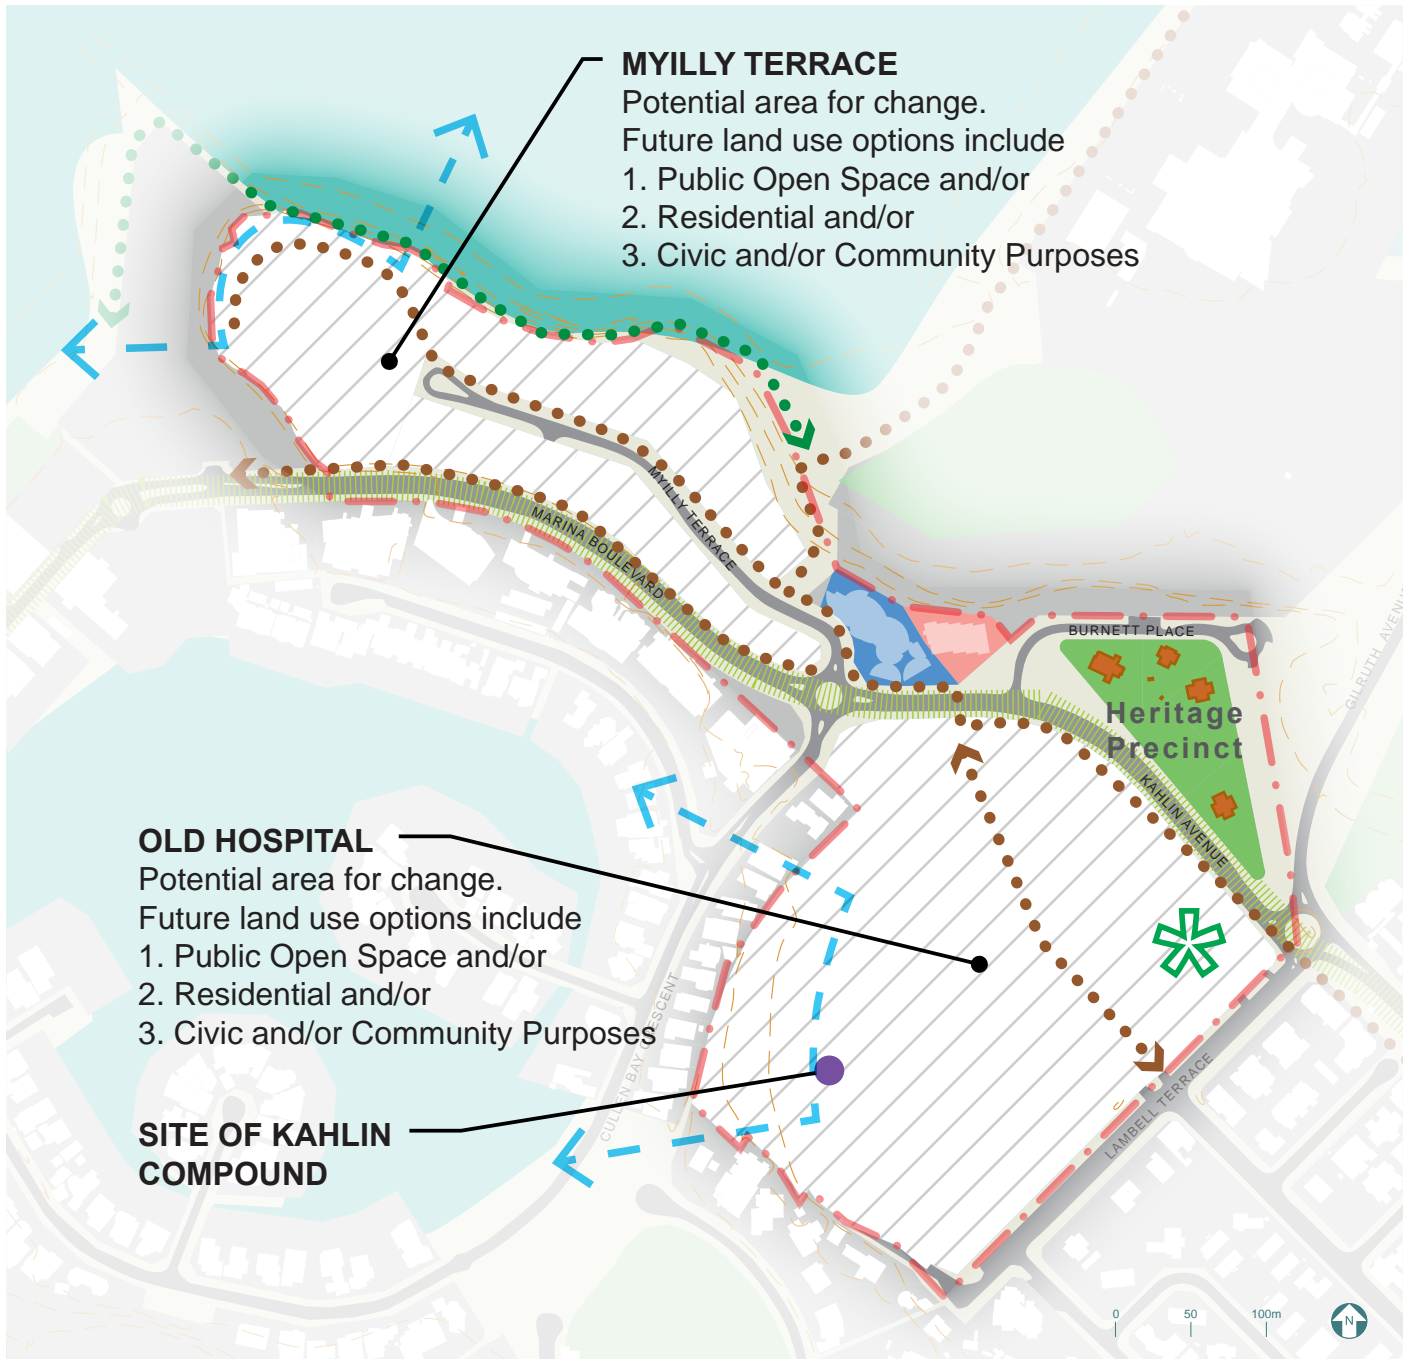 MYILLY TERRACE
Potential area for change.
Future land use options include
1. Public Open Space and/or
2. Residential and/or
3. Civic and/or Community Purposes
MYILLY TERRACE
MARINA BOULEVARD
BURNETT PLACE
GILRUTH AVENUE
Heritage
Precinct
KAHLIN AVENUE
OLD HOSPITAL
Potential area for change.
Future land use options include
1. Public Open Space and/or
2. Residential and/or
3. Civic and/or Community Purposes
CULLEN BAY CRESCENT
SITE OF KAHLIN
COMPOUND
LAMBELL TERRACE
0 50 100m
N